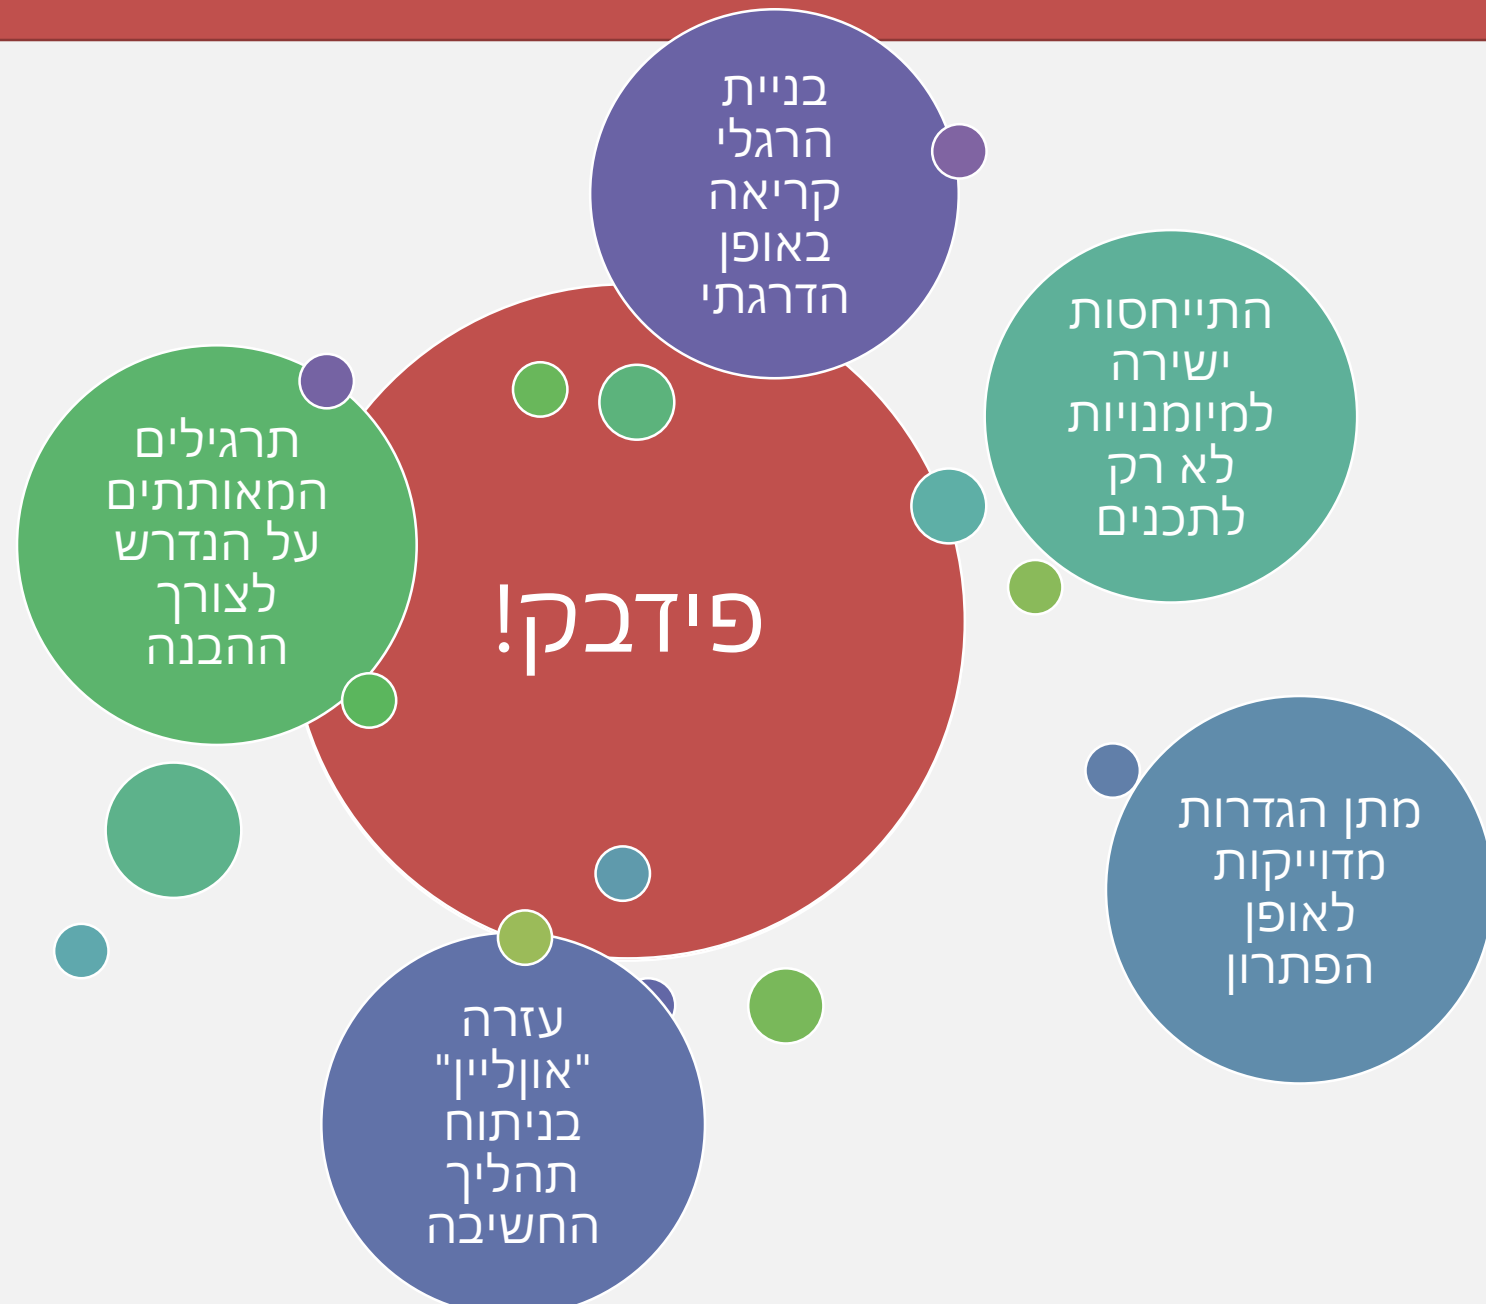 בניית
הרגלי
קריאה
באופן
הדרגתי
התייחסות
ישירה
למיומנויות
לא רק
לתכנים
תרגילים
המאותתים
על הנדרש
לצורך
ההבנה
פידבק!
מתן הגדרות
מדוייקות
לאופן
הפתרון
עזרה
"אונליין"
בניתוח
תהליך
החשיבה